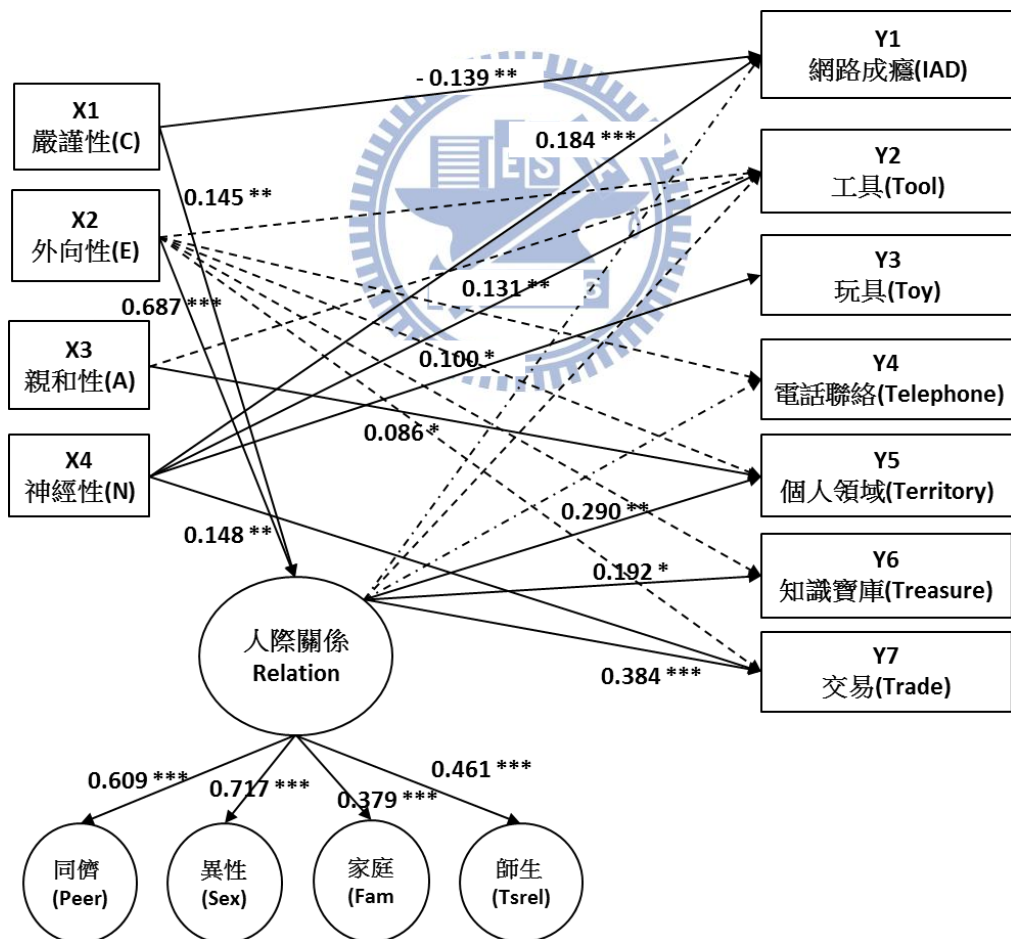 X1
嚴謹性(C)
X2
外向性(E)
X3
親和性(A)
X4
神經性(N)
- 0.139 **
0.184 ***
0.145 **
0.687 ***
0.131 **
0.100 *
0.086 *
0.148 **
0.290 **
0.192 *
0.384 ***
Y1
網路成癮(IAD)
Y2
工具(Tool)
Y3
玩具(Toy)
Y4
電話聯絡(Telephone)
Y5
個人領域(Territory)
Y6
知識寶庫(Treasure)
Y7
交易(Trade)
人際關係
Relation
0.609 ***
0.717 ***
0.379 ***
0.461 ***
同儕
(Peer)
異性
(Sex)
家庭
(Fam
師生
(Tsrel)